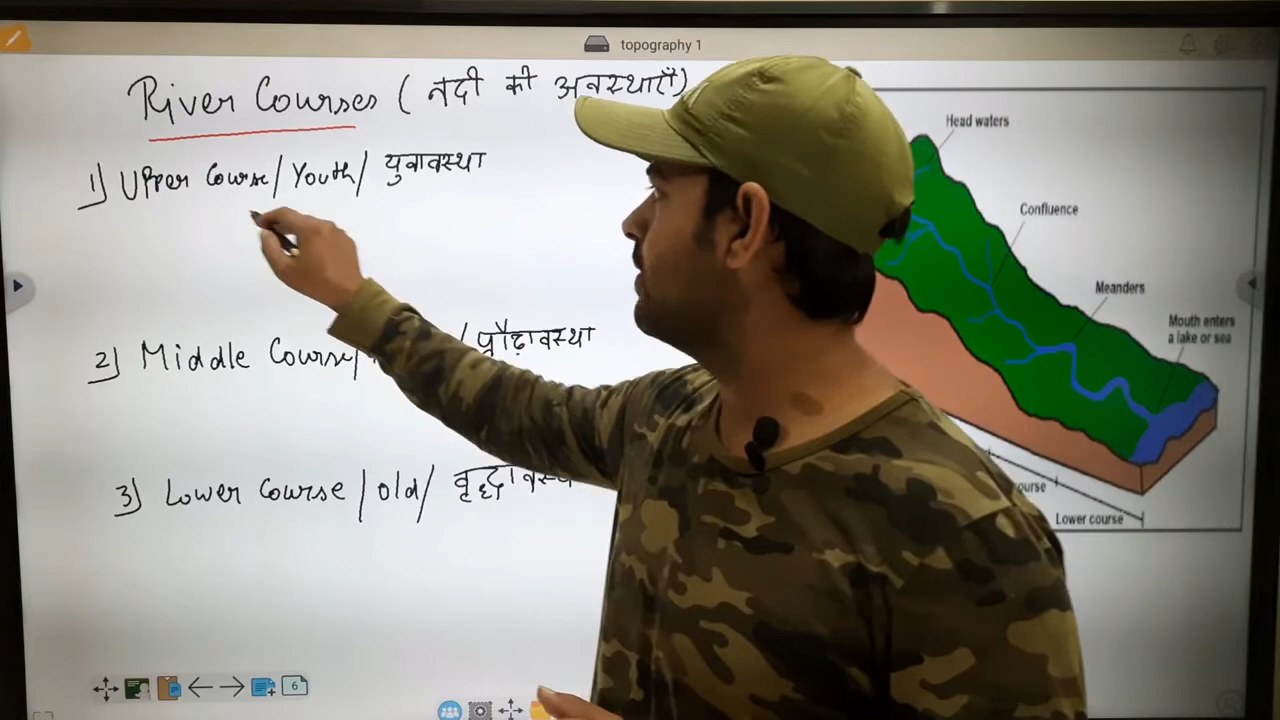 topography 1
River Courses ( नदी की अवस्थाएँ )
1) Upper Course / Youth / युवावस्था
2) Middle Course / / प्रौढ़ावस्था
3) Lower Course / old /
Head waters
Confluence
Meanders
Mouth enters
a lake or sea
Lower course
6